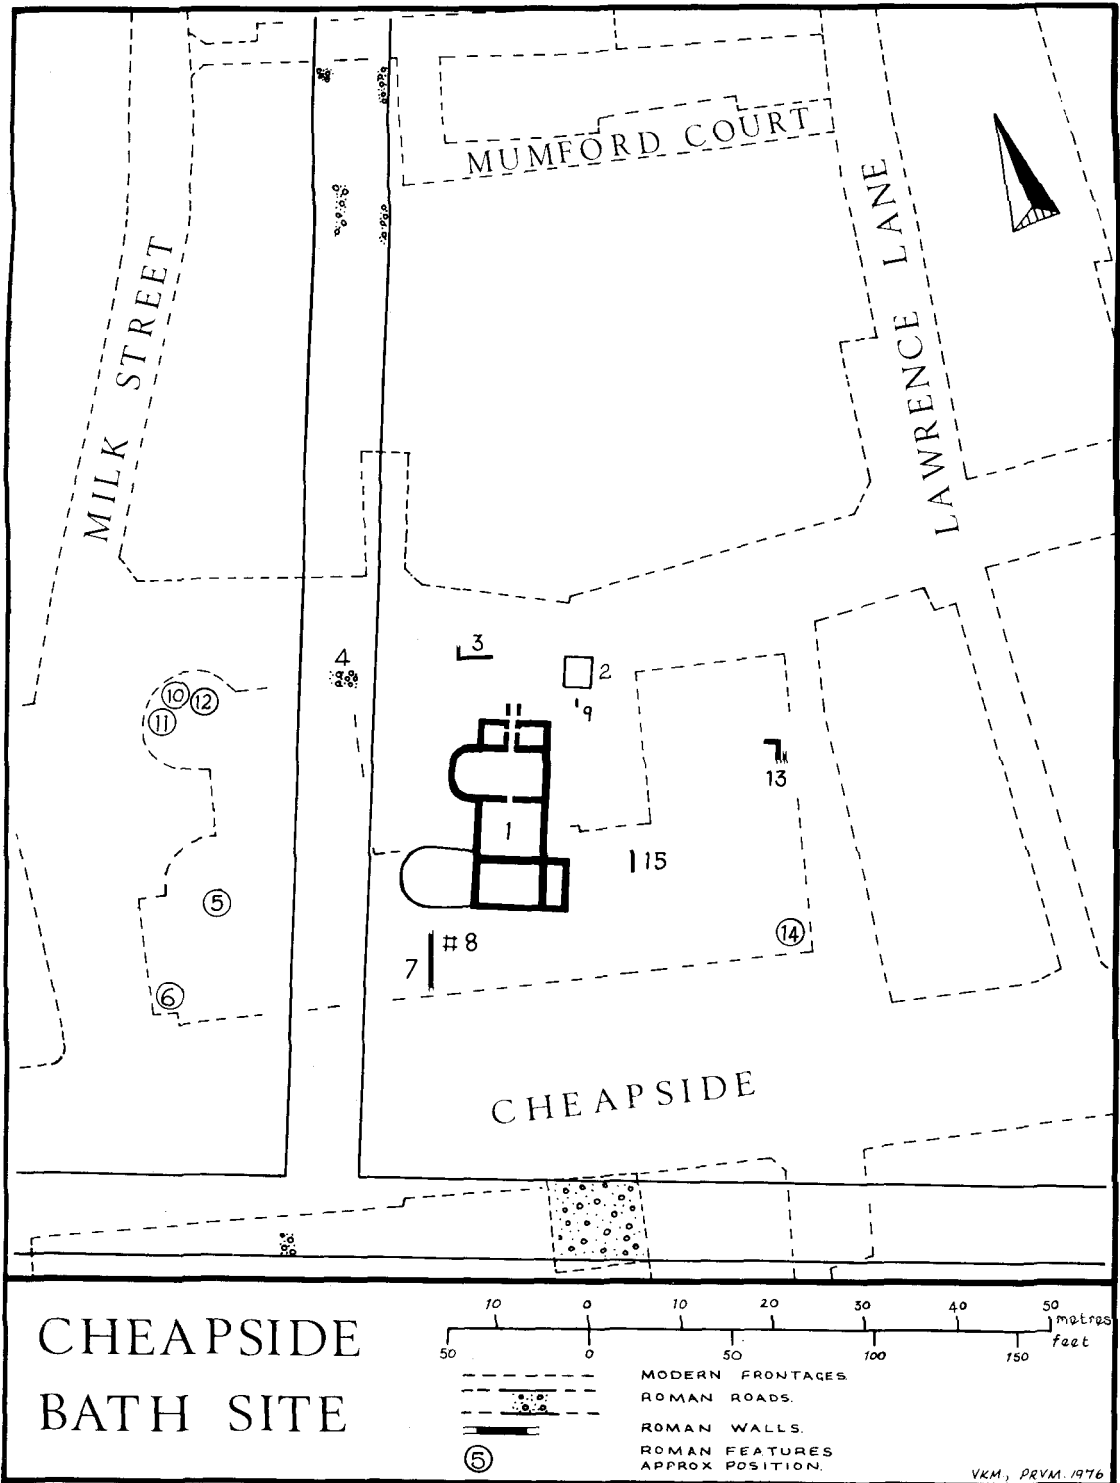 MUMFORD COURT
MILK STREET
LAWRENCE LANE
3
4
2
10
12
9
11
13
1
15
5
14
# 8
7
6
CHEAPSIDE
CHEAPSIDE
BATH SITE
10 0 10 20 30 40 50
metres
feet
50 0 50 100 150
MODERN FRONTAGES.
ROMAN ROADS.
ROMAN WALLS.
5
ROMAN FEATURES
APPROX POSITION.
VKM., PRVM. 1976